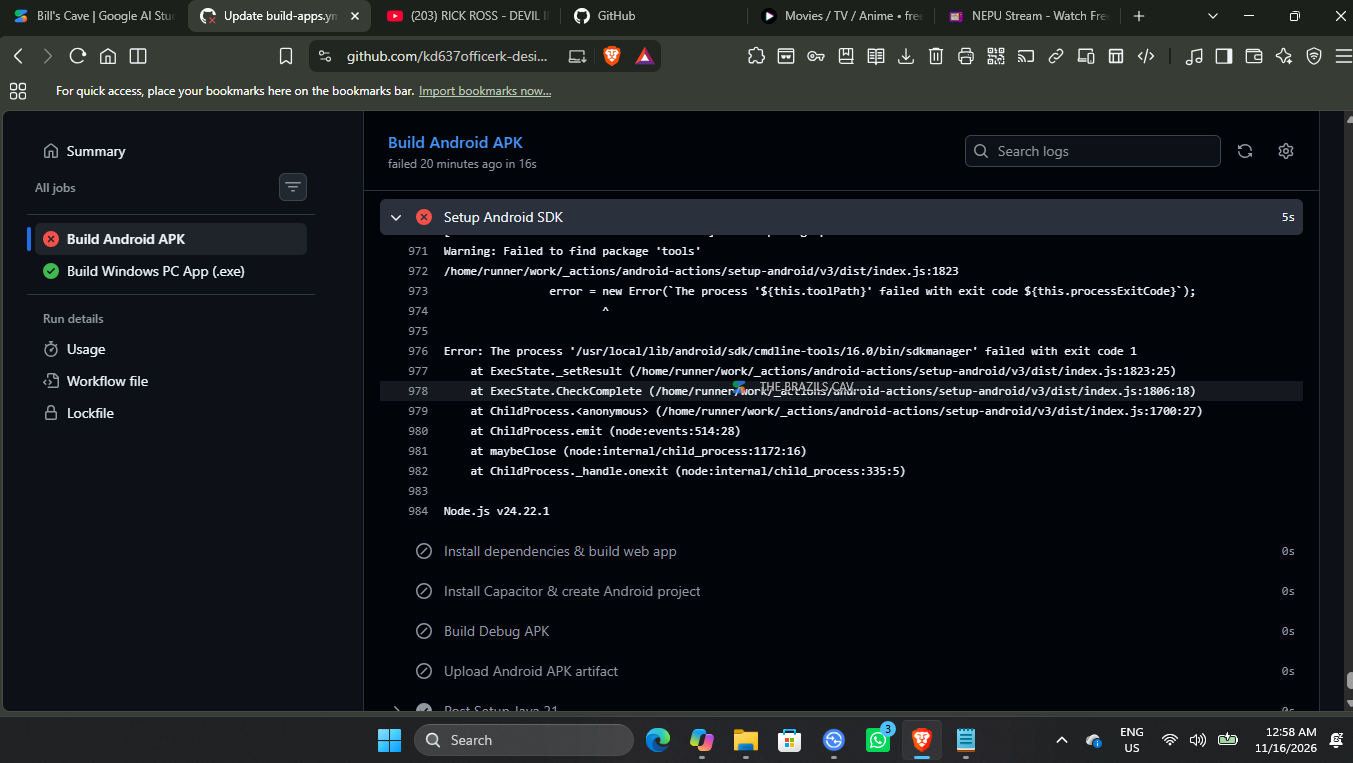 Bill's Cave | Google AI Stu
Update build-apps.ym
(203) RICK ROSS - DEVIL I
GitHub
Movies / TV / Anime • fre
NEPU Stream - Watch Fre
github.com/kd637officerk-desi...
For quick access, place your bookmarks here on the bookmarks bar. Import bookmarks now...
Summary
All jobs
Build Android APK
Build Windows PC App (.exe)
Run details
Usage
Workflow file
Lockfile
Build Android APK
failed 20 minutes ago in 16s
Search logs
Setup Android SDK
5s
971 Warning: Failed to find package 'tools'
972 /home/runner/work/_actions/android-actions/setup-android/v3/dist/index.js:1823
973 error = new Error(`The process '${this.toolPath}' failed with exit code ${this.processExitCode}`);
974 ^
975
976 Error: The process '/usr/local/lib/android/sdk/cmdline-tools/16.0/bin/sdkmanager' failed with exit code 1
977 at ExecState._setResult (/home/runner/work/_actions/android-actions/setup-android/v3/dist/index.js:1823:25)
978 at ExecState.CheckComplete (/home/runner/work/_actions/android-actions/setup-android/v3/dist/index.js:1806:18)
THE BRAZILS CAV
979 at ChildProcess.<anonymous> (/home/runner/work/_actions/android-actions/setup-android/v3/dist/index.js:1700:27)
980 at ChildProcess.emit (node:events:514:28)
981 at maybeClose (node:internal/child_process:1172:16)
982 at ChildProcess._handle.onexit (node:internal/child_process:335:5)
983
984 Node.js v24.22.1
Install dependencies & build web app 0s
Install Capacitor & create Android project 0s
Build Debug APK 0s
Upload Android APK artifact 0s
Post Setup Java 21 0s
Search
3
ENG
US
12:58 AM
11/16/2026